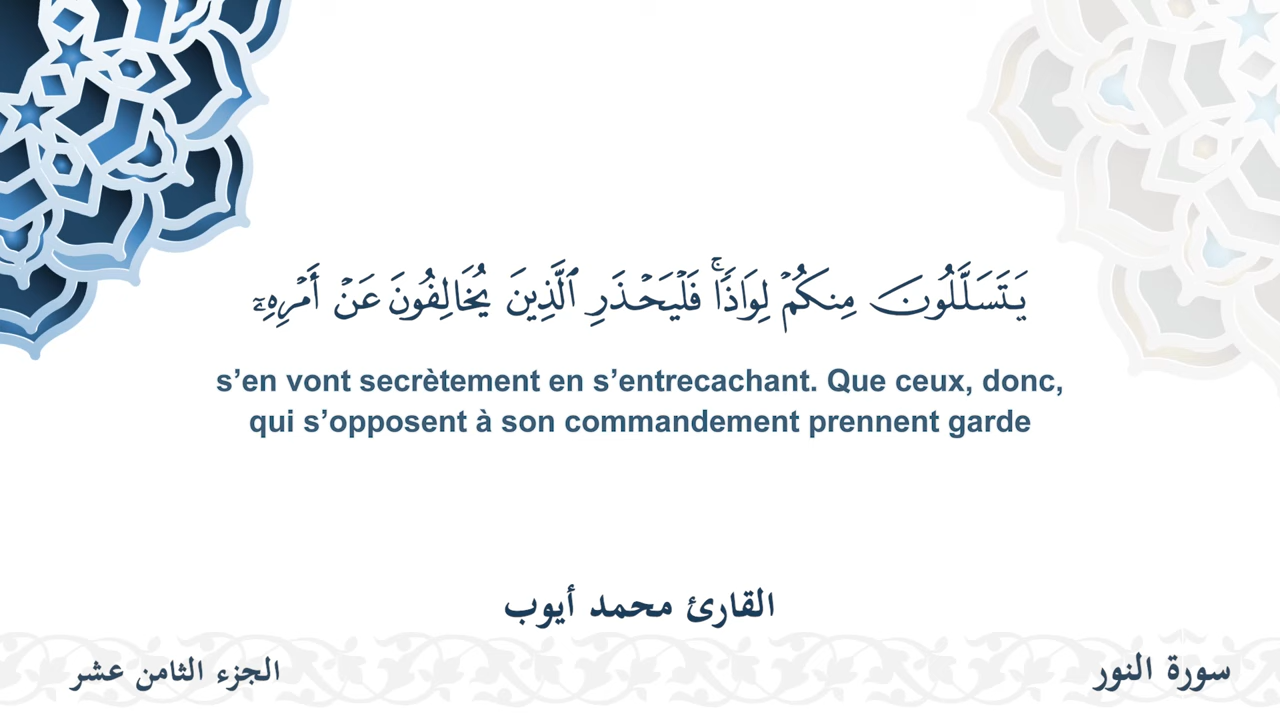 يَتَسَلَّلُونَ مِنكُمْ لِوَاذًا ۚ فَلْيَحْذَرِ ٱلَّذِينَ يُخَالِفُونَ عَنْ أَمْرِهِۦٓ
s’en vont secrètement en s’entrecachant. Que ceux, donc,
qui s’opposent à son commandement prennent garde
القارئ محمد أيوب
سورة النور
الجزء الثامن عشر